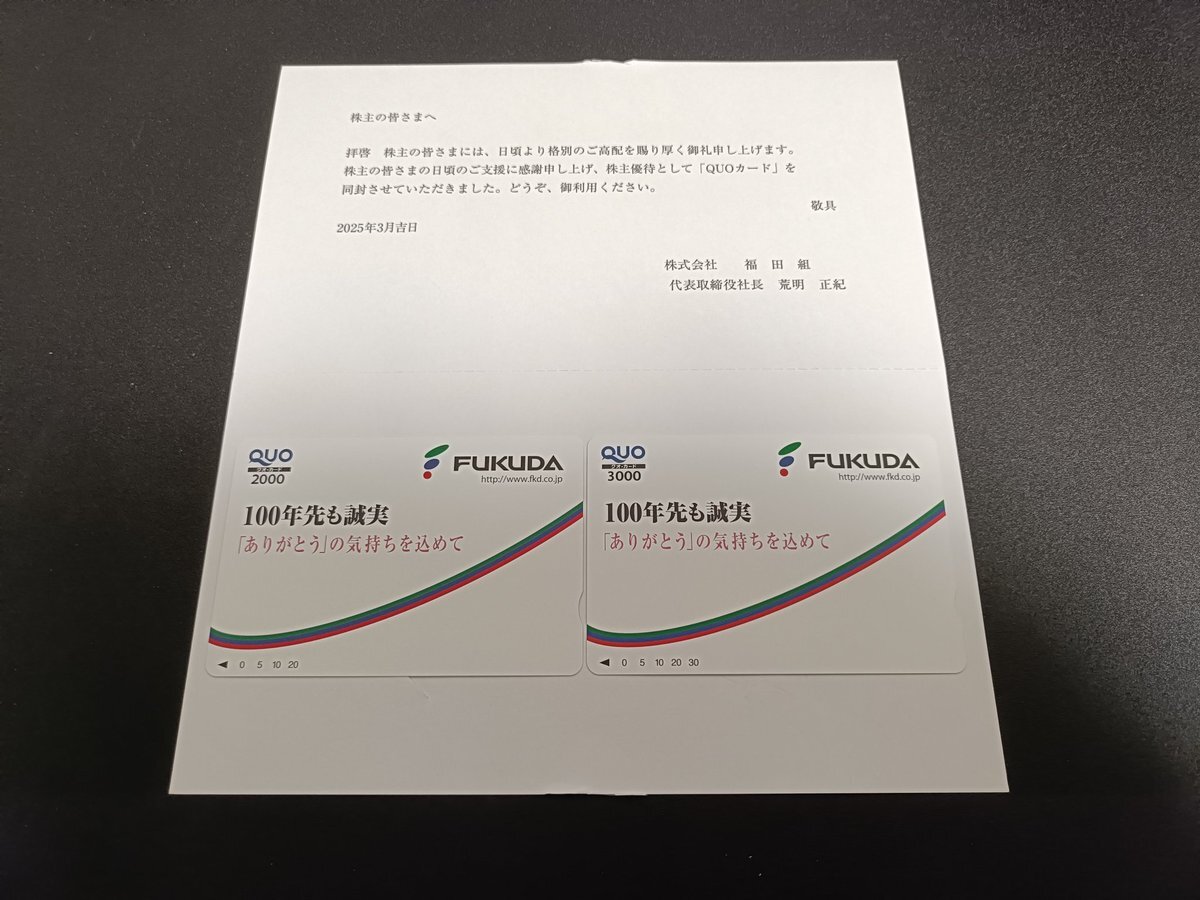 株主の皆さまへ
拝啓　株主の皆さまには、日頃より格別のご高配を賜り厚く御礼申し上げます。
株主の皆さまの日頃のご支援に感謝申し上げ、株主優待として「QUOカード」を
同封させていただきました。どうぞ、御利用ください。
敬具
2025年3月吉日
株式会社　　福　田　組
代表取締役社長　荒明　正紀
QUO
クオ・カード
2000
FUKUDA
http://www.fkd.co.jp
100年先も誠実
「ありがとう」の気持ちを込めて
◀ 0 5 10 20
QUO
クオ・カード
3000
FUKUDA
http://www.fkd.co.jp
100年先も誠実
「ありがとう」の気持ちを込めて
◀ 0 5 10 20 30